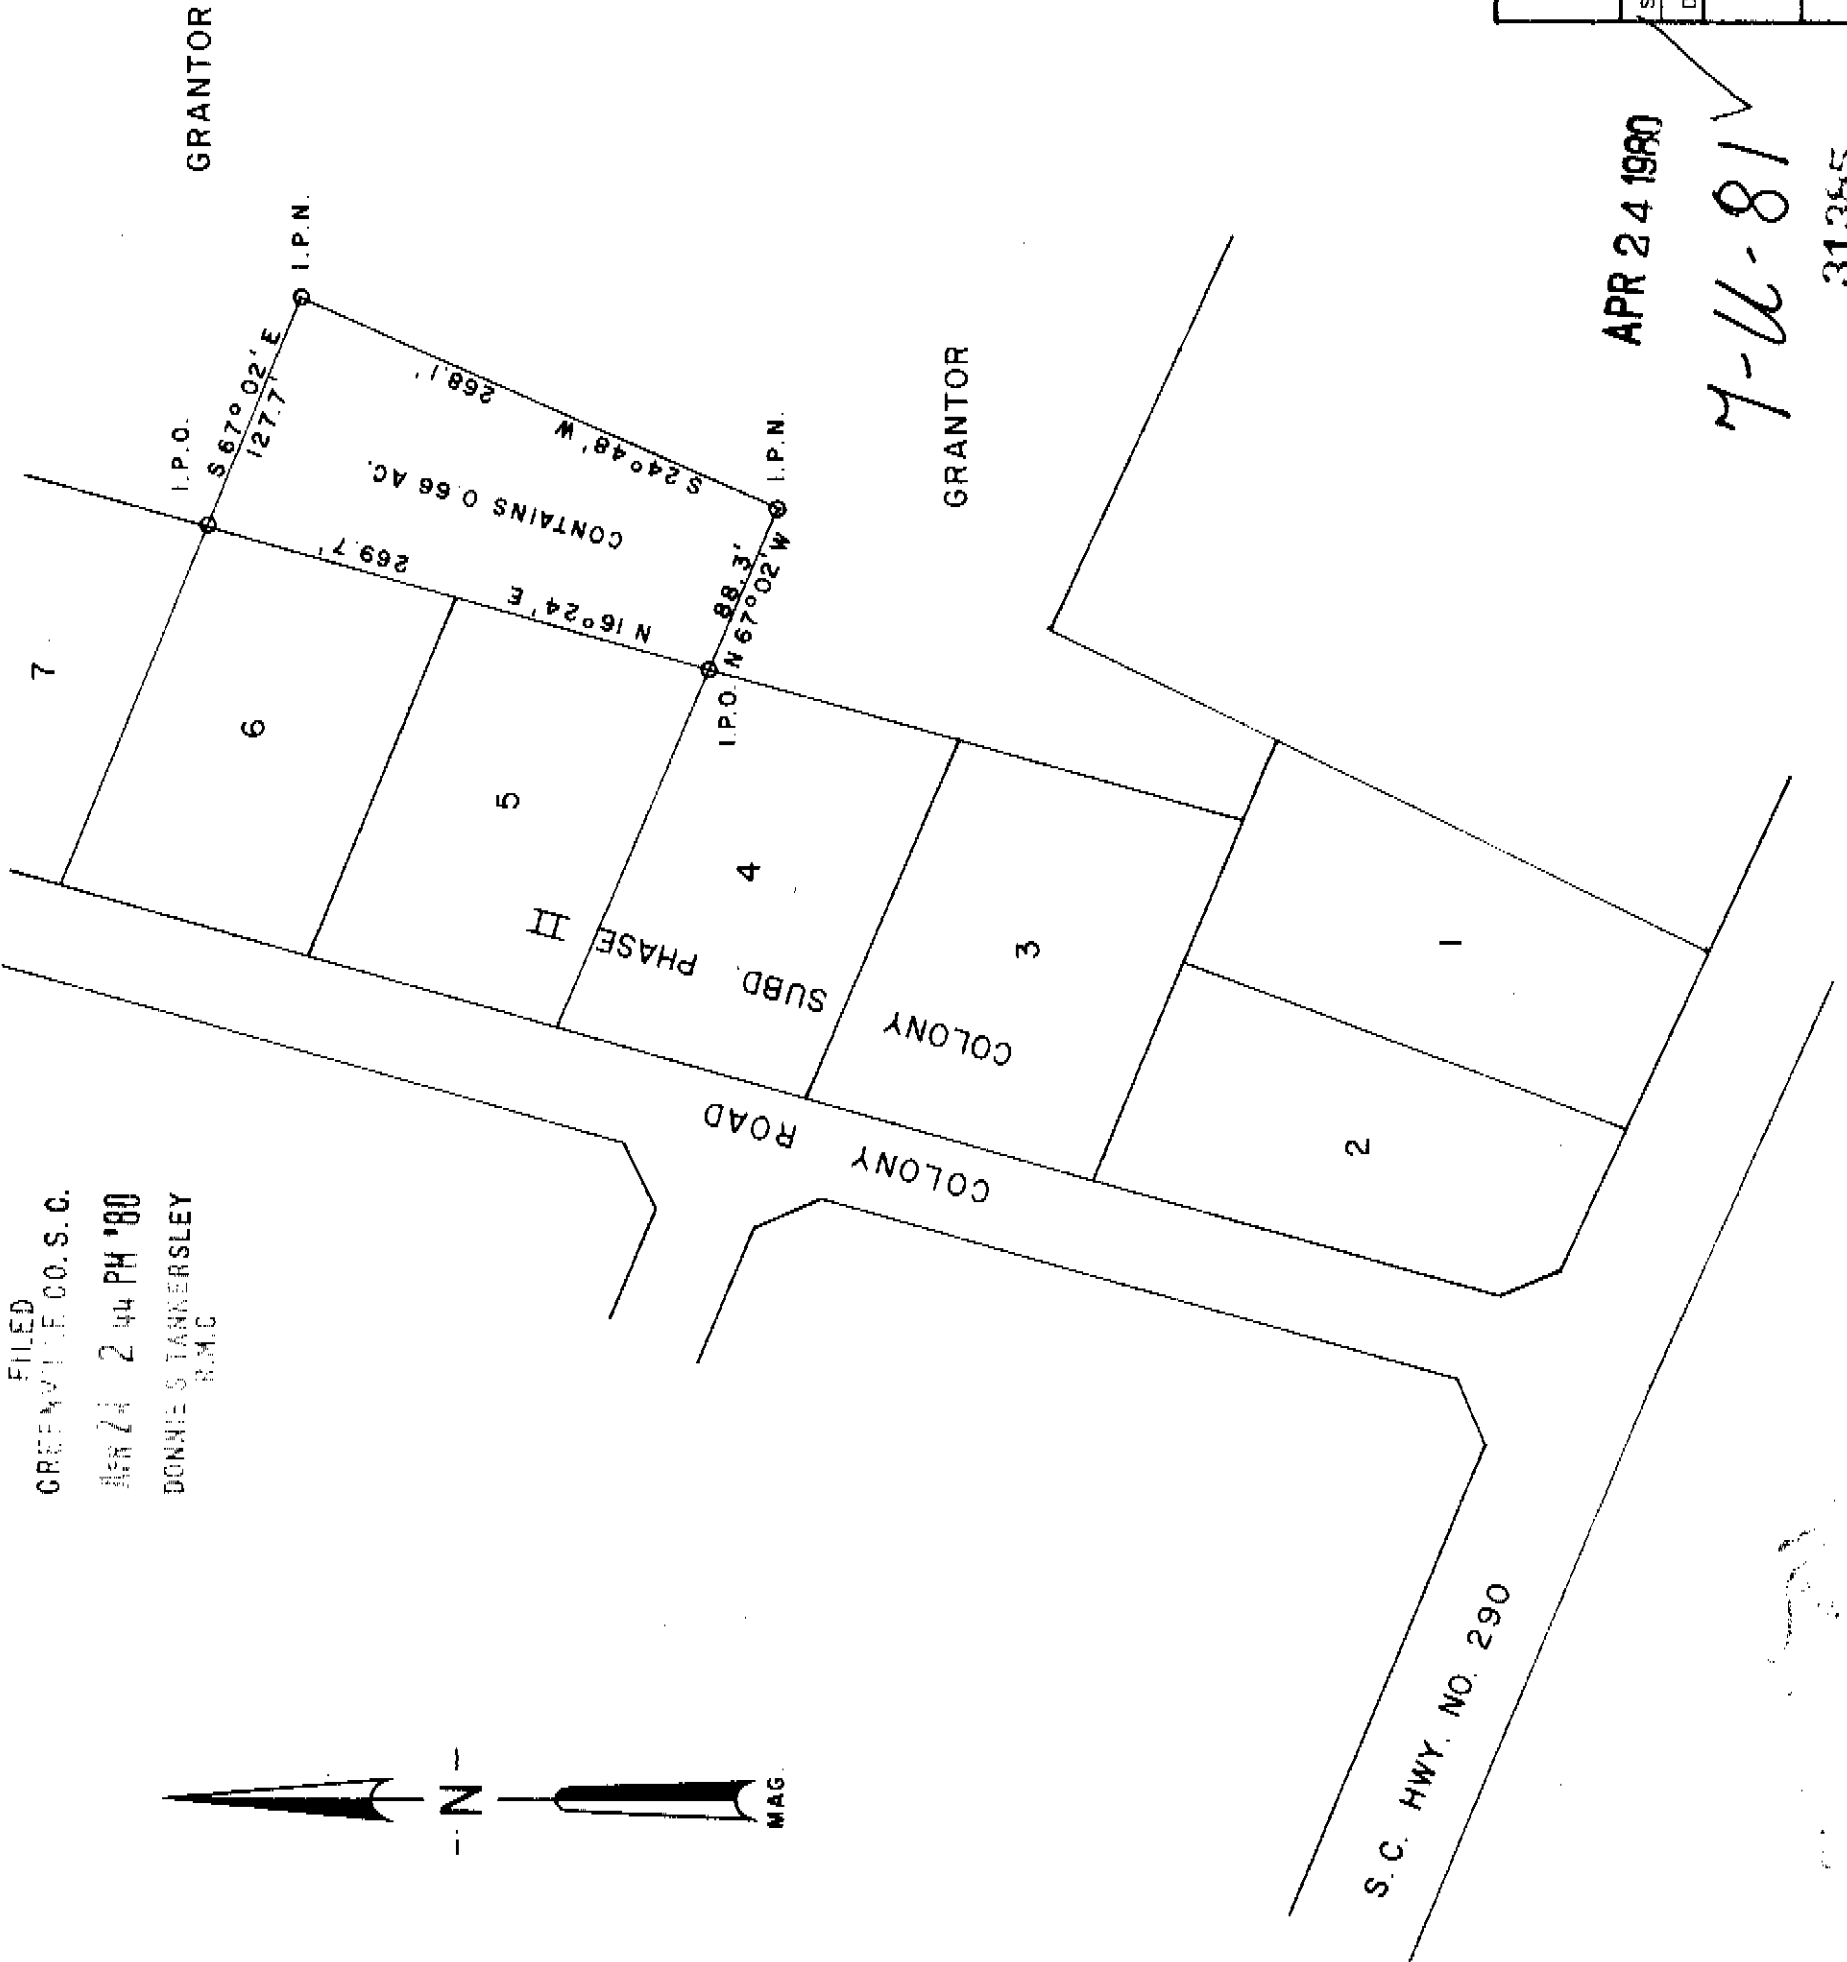 FILED
GREENVILLE CO. S. C.
2 44 PM '80
DONNIE S TANKERSLEY
R.M.C
GRANTOR
I.P.N.
I.P.O.
S 67° 02' E
127.7'
268.1'
S 24° 48' W
CONTAINS 0.66 AC.
269.7'
N 16° 24' E
88.3'
N 67° 02' W
I.P.N.
I.P.O.
GRANTOR
7
6
5
4
3
2
1
COLONY SUBD. PHASE II
COLONY ROAD
S. C. HWY. NO. 290
- N -
MAG.
APR 24 1980